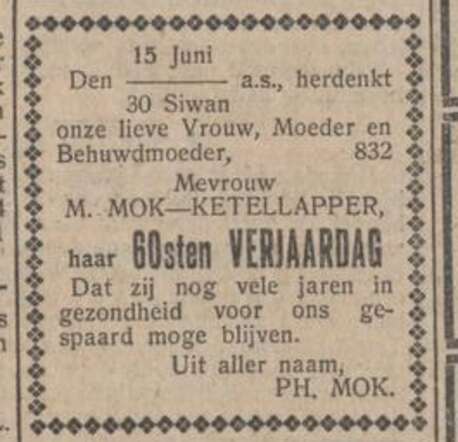 15 Juni
Den ——— a.s., herdenkt
30 Siwan
onze lieve Vrouw, Moeder en
Behuwdmoeder, 832
Mevrouw
M. MOK—KETELLAPPER,
haar 60sten VERJAARDAG
Dat zij nog vele jaren in
gezondheid voor ons ge-
spaard moge blijven.
Uit aller naam,
PH. MOK.